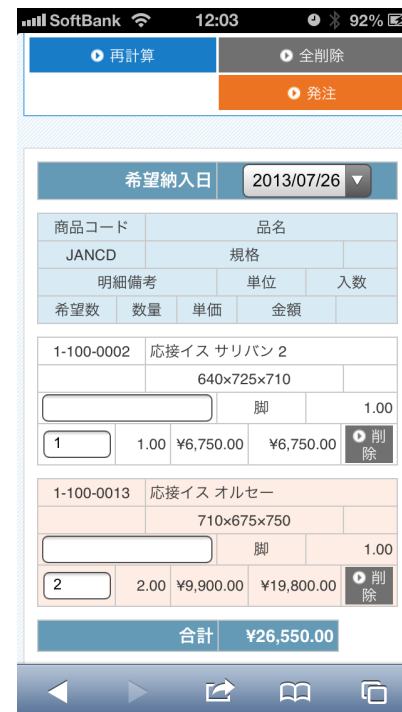 SoftBank 12:03 92%
再計算 全削除
発注
希望納入日 2013/07/26
商品コード 品名
JANCD 規格
明細備考 単位 入数
希望数 数量 単価 金額
1-100-0002 応接イス サリバン 2
640×725×710
脚 1.00
1 1.00 ¥6,750.00 ¥6,750.00 削除
1-100-0013 応接イス オルセー
710×675×750
脚 1.00
2 2.00 ¥9,900.00 ¥19,800.00 削除
合計 ¥26,550.00